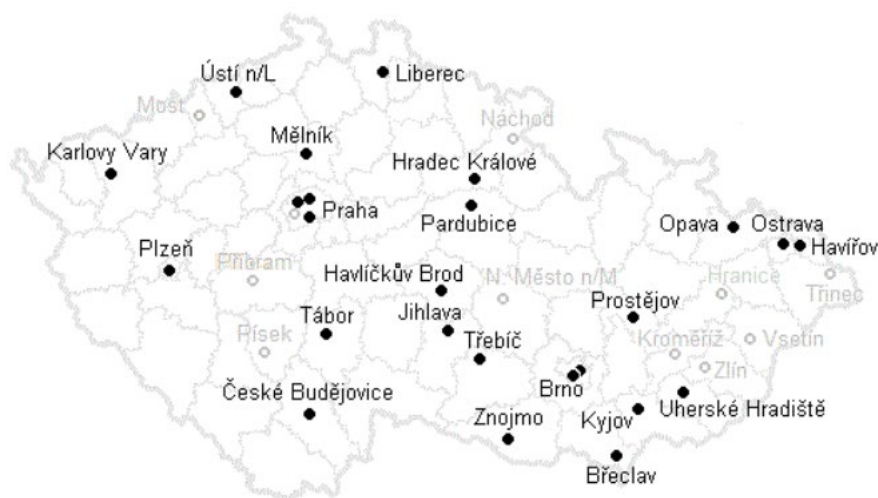 Ústí n/L
Liberec
Most
Náchod
Mělník
Karlovy Vary
Hradec Králové
Praha
Pardubice
Opava
Ostrava
Havířov
Plzeň
Příbram
Havlíčkův Brod
N. Město n/M
Hranice
Třinec
Prostějov
Tábor
Jihlava
Písek
Třebíč
Kroměříž
Vsetín
Zlín
České Budějovice
Brno
Znojmo
Kyjov
Uherské Hradiště
Břeclav